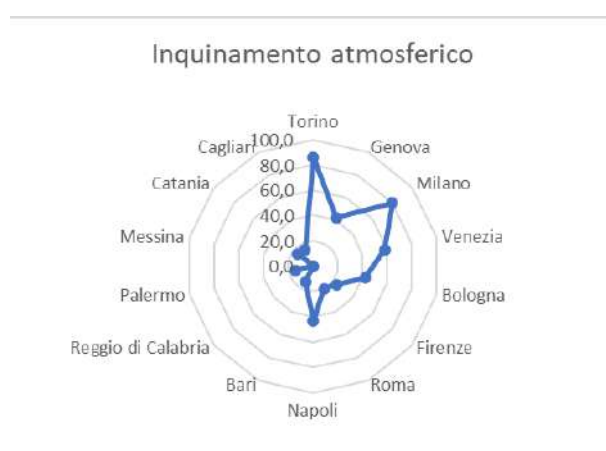 Inquinamento atmosferico
Torino
Genova
Milano
Venezia
Bologna
Firenze
Roma
Napoli
Bari
Reggio di Calabria
Palermo
Messina
Catania
Cagliari
100,0
80,0
60,0
40,0
20,0
0,0